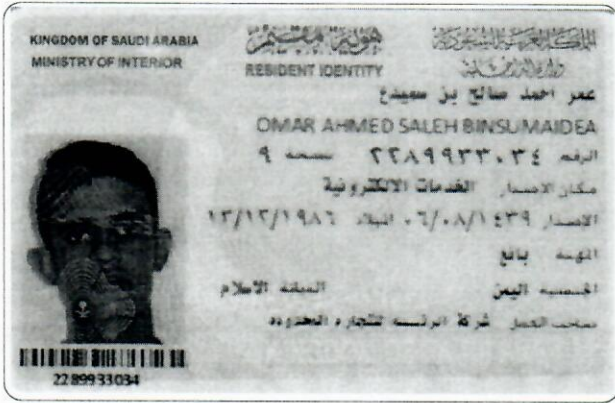 KINGDOM OF SAUDI ARABIA
MINISTRY OF INTERIOR
هوية مقيم
RESIDENT IDENTITY
المملكة العربية السعودية
وزارة الداخلية
عمر احمد صالح بن سميدع
OMAR AHMED SALEH BINSUMAIDEA
الرقم ٢٢٨٩٩٣٣٠٣٤ نسخة ٩
مكان الاصدار الخدمات الالكترونية
الاصدار ٠٦/٠٨/١٤٣٩ الميلاد ١٣/١٢/١٩٨٦
المهنة بائع
الجنسية اليمن الديانة الاسلام
صاحب العمل شركة للتجارة المحدودة
2289933034